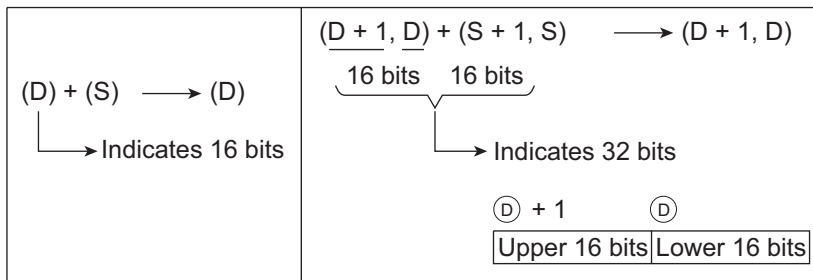 (D) + (S) ⟶ (D)
Indicates 16 bits
(D + 1, D) + (S + 1, S) ⟶ (D + 1, D)
16 bits 16 bits
Indicates 32 bits
Ⓓ + 1 Ⓓ
Upper 16 bits Lower 16 bits